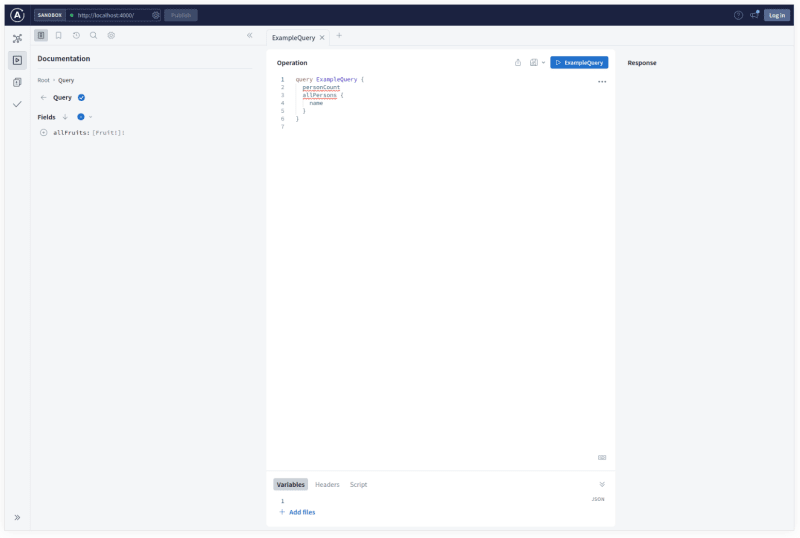 SANDBOX http://localhost:4000/ Publish Log in
Documentation
Root Query
Query
Fields
allFruits: [Fruit!]!
ExampleQuery
Operation
ExampleQuery
1 query ExampleQuery {
2 personCount
3 allPersons {
4 name
5 }
6 }
7
Variables Headers Script
1 JSON
+ Add files
Response